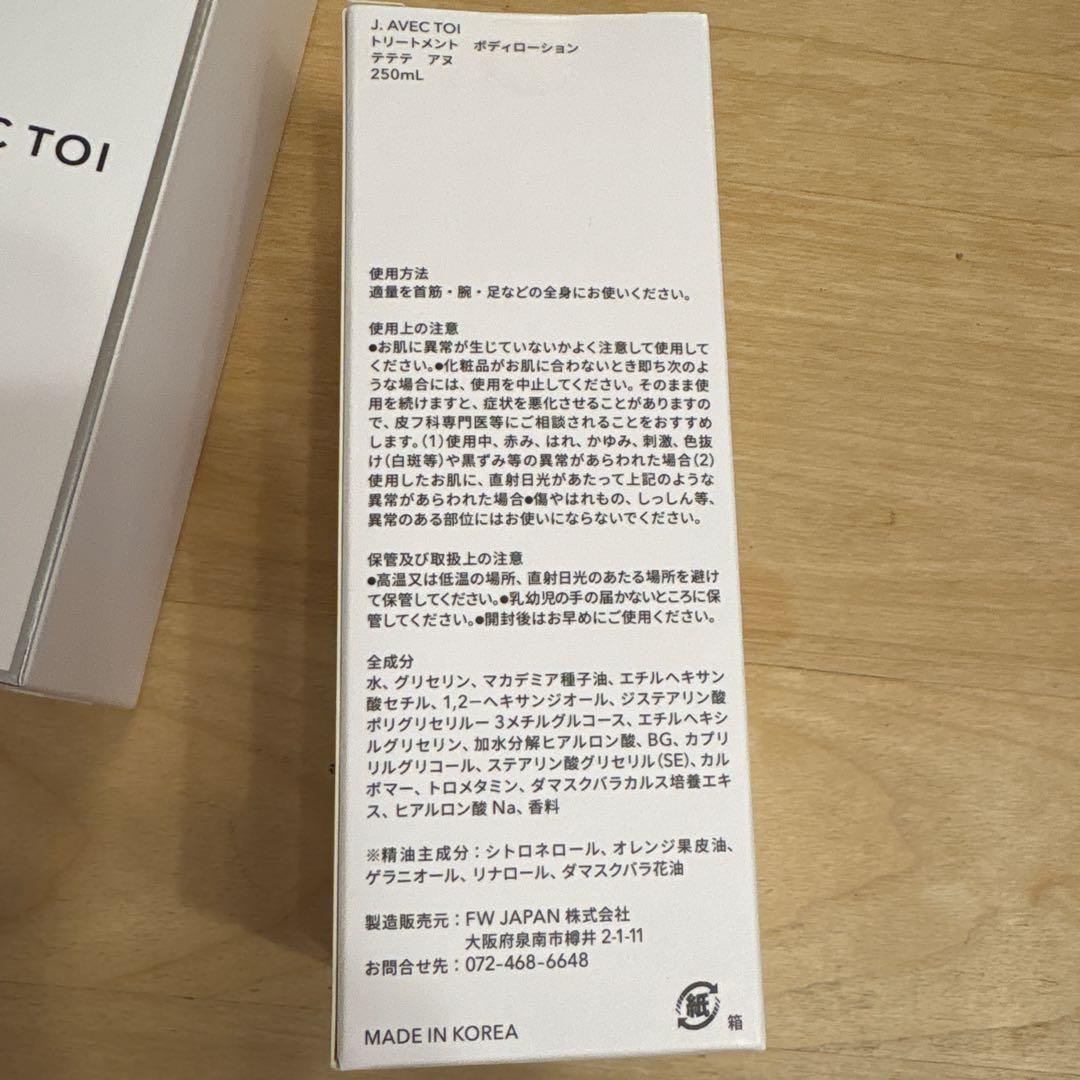 C TOI
J. AVEC TOI
トリートメント　ボディローション
テテテ　アヌ
250mL
使用方法
適量を首筋・腕・足などの全身にお使いください。
使用上の注意
●お肌に異常が生じていないかよく注意して使用して
ください。●化粧品がお肌に合わないとき即ち次のよ
うな場合には、使用を中止してください。そのまま使
用を続けますと、症状を悪化させることがありますの
で、皮フ科専門医等にご相談されることをおすすめ
します。(1)使用中、赤み、はれ、かゆみ、刺激、色抜
け(白斑等)や黒ずみ等の異常があらわれた場合(2)
使用したお肌に、直射日光があたって上記のような
異常があらわれた場合●傷やはれもの、しっしん等、
異常のある部位にはお使いにならないでください。
保管及び取扱上の注意
●高温又は低温の場所、直射日光のあたる場所を避け
て保管してください。●乳幼児の手の届かないところに保
管してください。●開封後はお早めにご使用ください。
全成分
水、グリセリン、マカデミア種子油、エチルヘキサン
酸セチル、1,2－ヘキサンジオール、ジステアリン酸
ポリグリセリルー 3メチルグルコース、エチルヘキシ
ルグリセリン、加水分解ヒアルロン酸、BG、カプリ
リルグリコール、ステアリン酸グリセリル(SE)、カル
ボマー、トロメタミン、ダマスクバラカルス培養エキ
ス、ヒアルロン酸 Na、香料
※精油主成分：シトロネロール、オレンジ果皮油、
ゲラニオール、リナロール、ダマスクバラ花油
製造販売元：FW JAPAN 株式会社
大阪府泉南市樽井 2-1-11
お問合せ先：072-468-6648
紙
箱
MADE IN KOREA